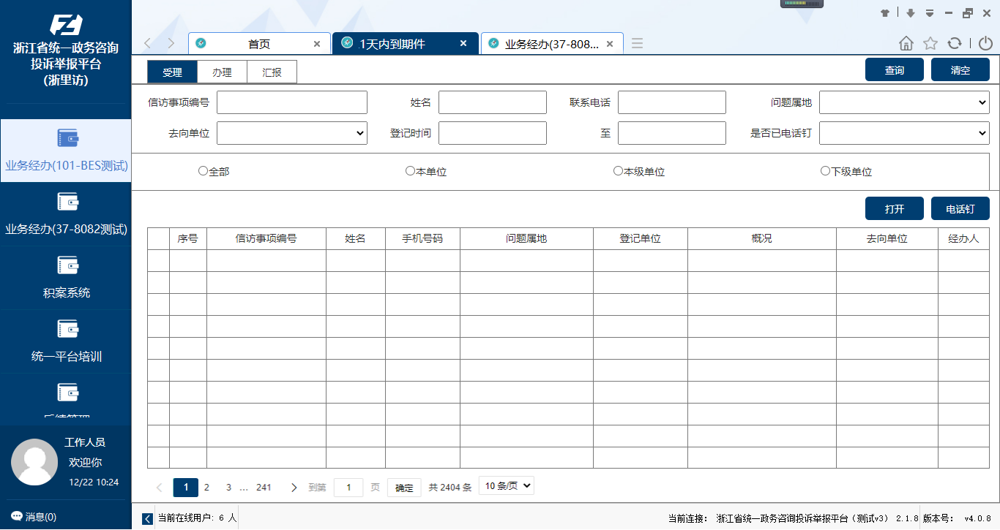 浙江省统一政务咨询
投诉举报平台
(浙里访)
业务经办(101-BES测试)
业务经办(37-8082测试)
积案系统
统一平台培训
工作人员
欢迎你
12/22 10:24
消息(0)
首页
1天内到期件
业务经办(37-808...
受理 办理 汇报
查询 清空
信访事项编号 姓名 联系电话 问题属地
去向单位 登记时间 至 是否已电话钉
全部 本单位 本级单位 下级单位
打开 电话钉
序号 信访事项编号 姓名 手机号码 问题属地 登记单位 概况 去向单位 经办人
1 2 3 ... 241 到第 1 页 确定 共 2404 条 10 条/页
当前在线用户: 6 人
当前连接: 浙江省统一政务咨询投诉举报平台（测试v3） 2.1.8 版本号: v4.0.8